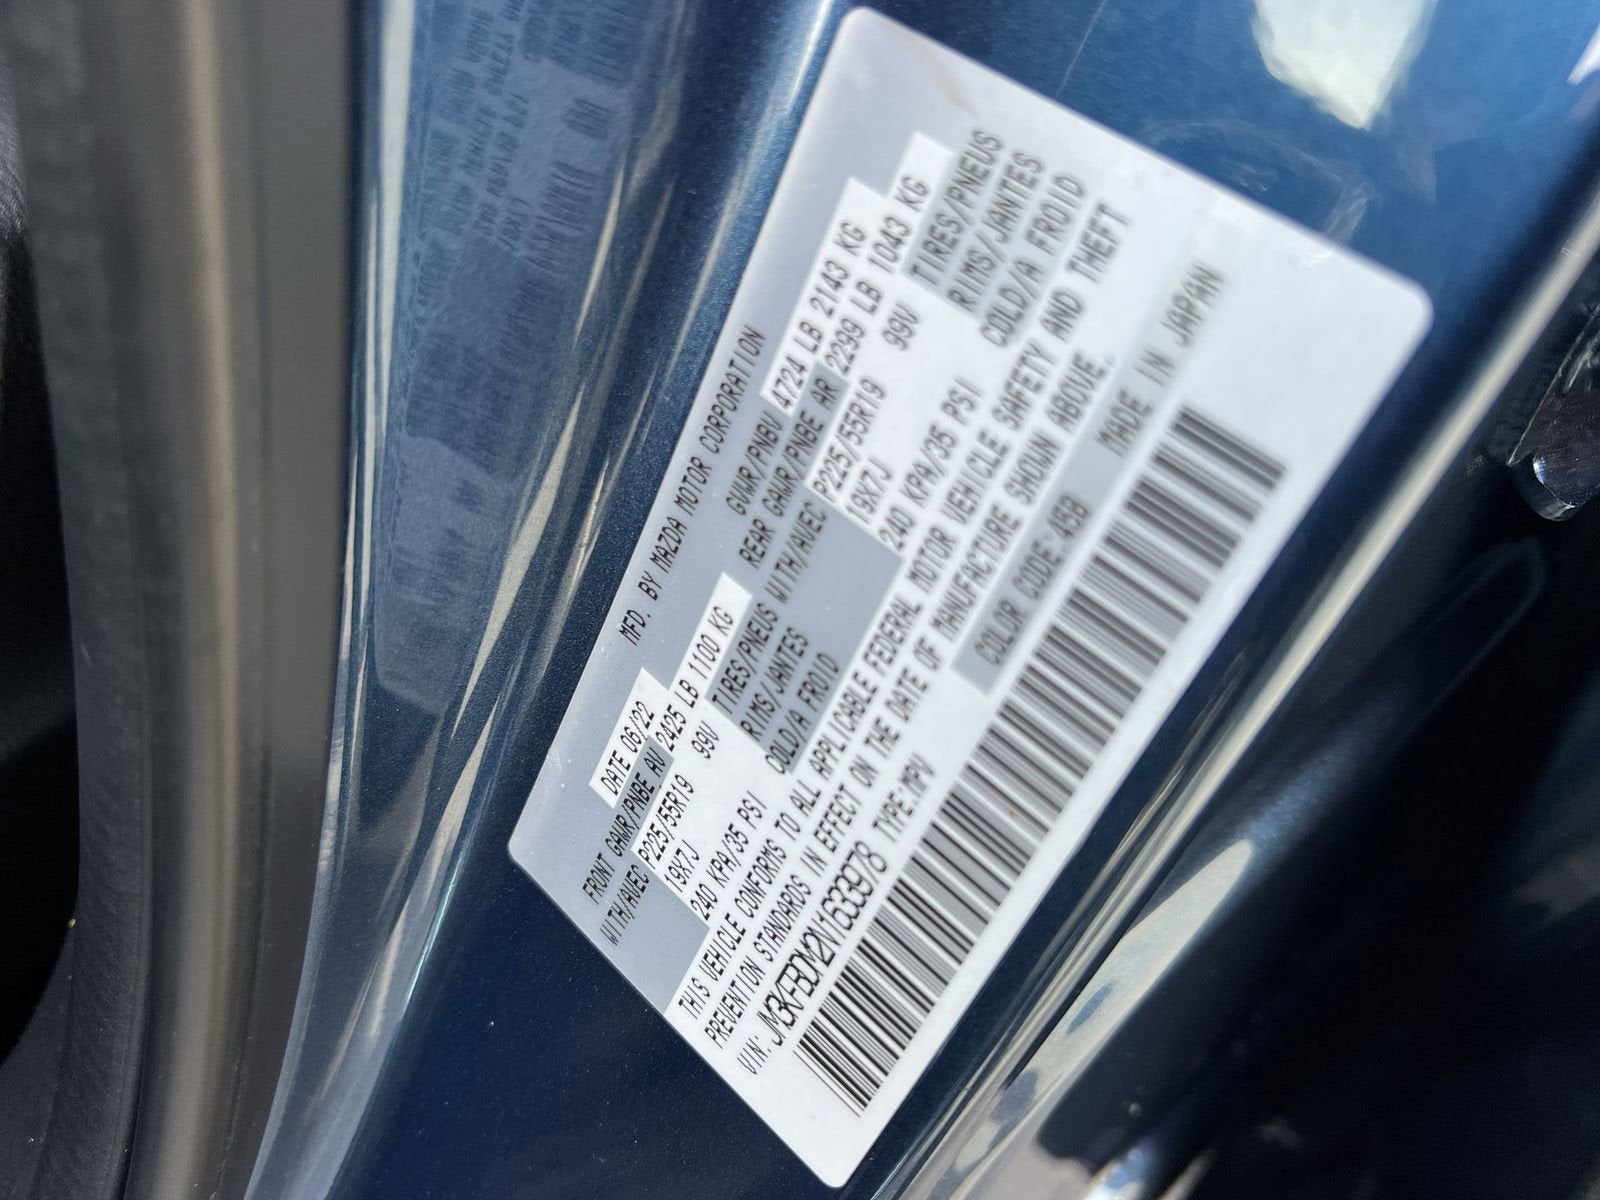 MFD. BY MAZDA MOTOR CORPORATION
DATE 06/22 GVWR/PNBV 4724 LB 2143 KG
FRONT GAWR/PNBE AV 2425 LB 1100 KG REAR GAWR/PNBE AR 2299 LB 1043 KG
WITH/AVEC P225/55R19 99V TIRES/PNEUS WITH/AVEC P225/55R19 99V TIRES/PNEUS
19X7J RIMS/JANTES 19X7J RIMS/JANTES
240 KPA/35 PSI COLD/A FROID 240 KPA/35 PSI COLD/A FROID
THIS VEHICLE CONFORMS TO ALL APPLICABLE FEDERAL MOTOR VEHICLE SAFETY AND THEFT
PREVENTION STANDARDS IN EFFECT ON THE DATE OF MANUFACTURE SHOWN ABOVE.
VIN: JM3KFBDM2N1633978 TYPE:MPV COLOR CODE:45B MADE IN JAPAN